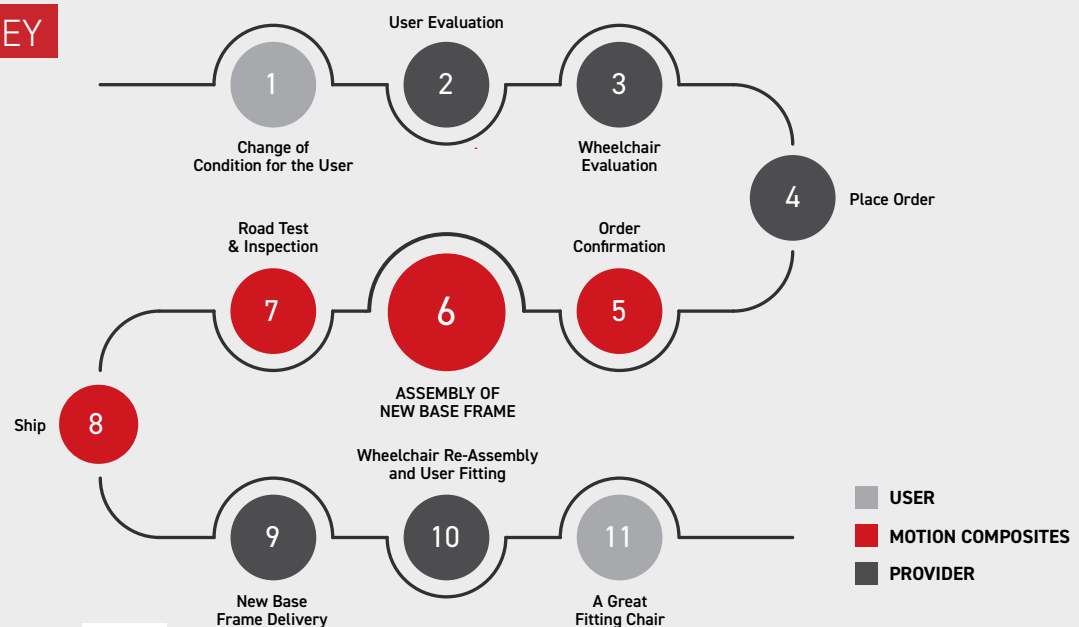 EY
User Evaluation
1
2
3
Change of
Condition for the User
Wheelchair
Evaluation
4
Place Order
Road Test
& Inspection
Order
Confirmation
7
6
5
ASSEMBLY OF
NEW BASE FRAME
Ship
8
Wheelchair Re-Assembly
and User Fitting
9
10
11
New Base
Frame Delivery
A Great
Fitting Chair
USER
MOTION COMPOSITES
PROVIDER